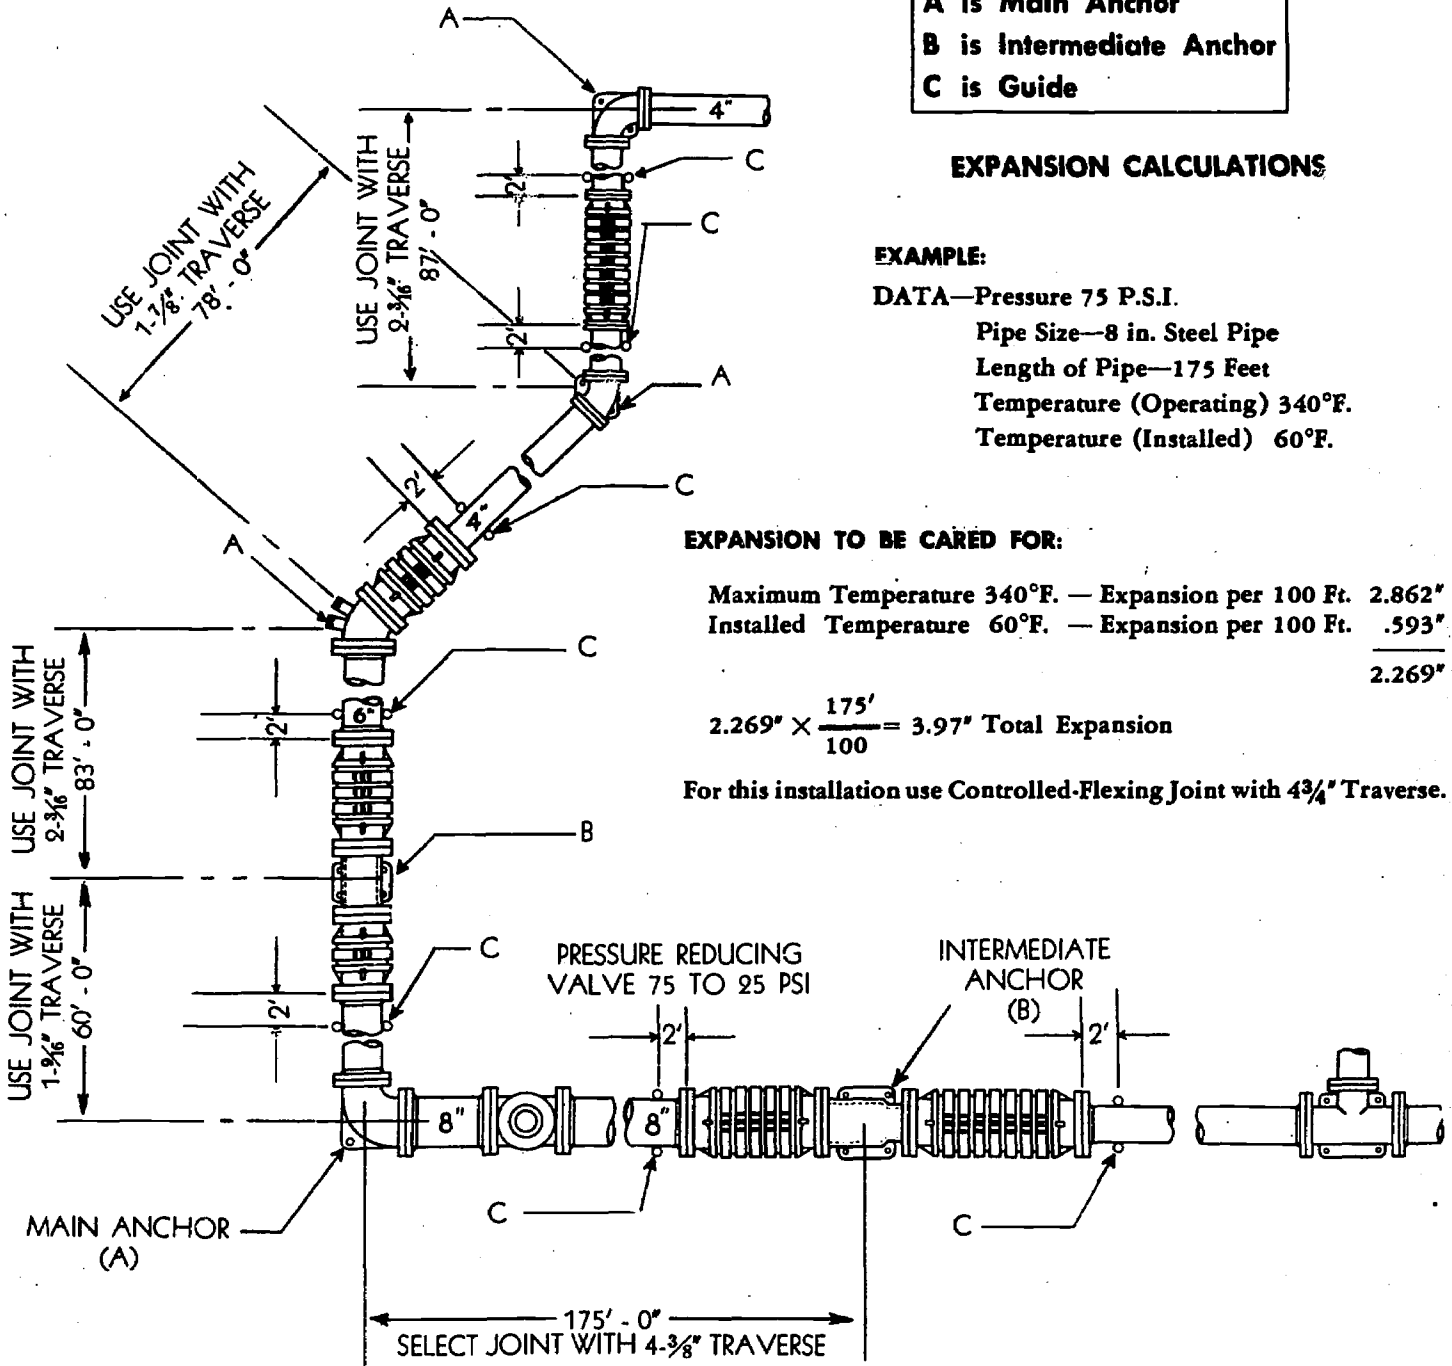 A is Main Anchor
B is Intermediate Anchor
C is Guide
EXPANSION CALCULATIONS
EXAMPLE:
DATA—Pressure 75 P.S.I.
Pipe Size—8 in. Steel Pipe
Length of Pipe—175 Feet
Temperature (Operating) 340°F.
Temperature (Installed) 60°F.
EXPANSION TO BE CARED FOR:
Maximum Temperature 340°F. — Expansion per 100 Ft. 2.862"
Installed Temperature 60°F. — Expansion per 100 Ft. .593"
2.269"
2.269" × 175'/100 = 3.97" Total Expansion
For this installation use Controlled-Flexing Joint with 4¾" Traverse.
A
4"
C
2'
C
USE JOINT WITH
2-3/16" TRAVERSE
87' - 0"
2'
A
USE JOINT WITH
1-7/8" TRAVERSE
78' - 0"
2'
4"
C
A
C
6"
2'
USE JOINT WITH
2-3/16" TRAVERSE
83' - 0"
B
USE JOINT WITH
1-9/16" TRAVERSE
60' - 0"
C
2'
PRESSURE REDUCING
VALVE 75 TO 25 PSI
INTERMEDIATE
ANCHOR
(B)
2'
2'
8"
8"
C
C
MAIN ANCHOR
(A)
175' - 0"
SELECT JOINT WITH 4-3/8" TRAVERSE